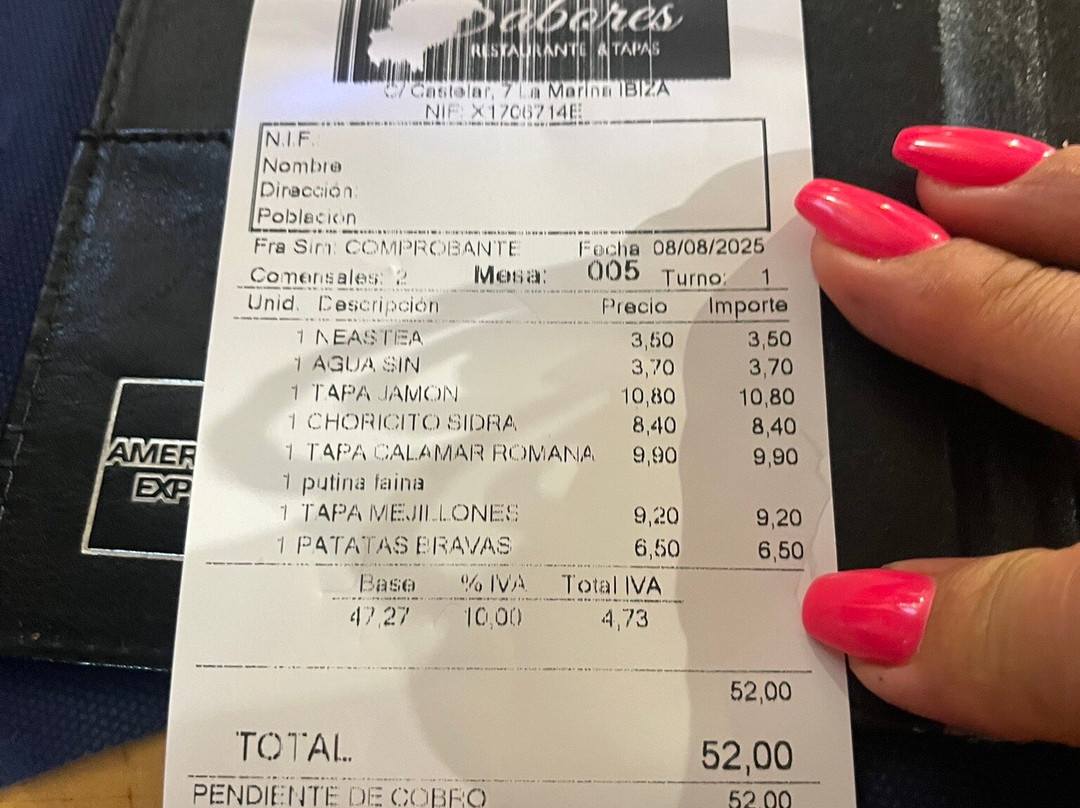 Sabores
RESTAURANTE & TAPAS
C/ Castelar, 7 La Marina IBIZA
NIF: X1706714E
N.I.F.
Nombre
Dirección:
Población
Fra Sim: COMPROBANTE Fecha 08/08/2025
Comensales: 2 Mesa: 005 Turno: 1
Unid. Descripción Precio Importe
1 NEASTEA 3,50 3,50
1 AGUA SIN 3,70 3,70
1 TAPA JAMON 10,80 10,80
1 CHORICITO SIDRA 8,40 8,40
1 TAPA CALAMAR ROMANA 9,90 9,90
1 putina faina
1 TAPA MEJILLONES 9,20 9,20
1 PATATAS BRAVAS 6,50 6,50
Base % IVA Total IVA
47,27 10,00 4,73
52,00
TOTAL 52,00
PENDIENTE DE COBRO 52,00
AMER
EXP